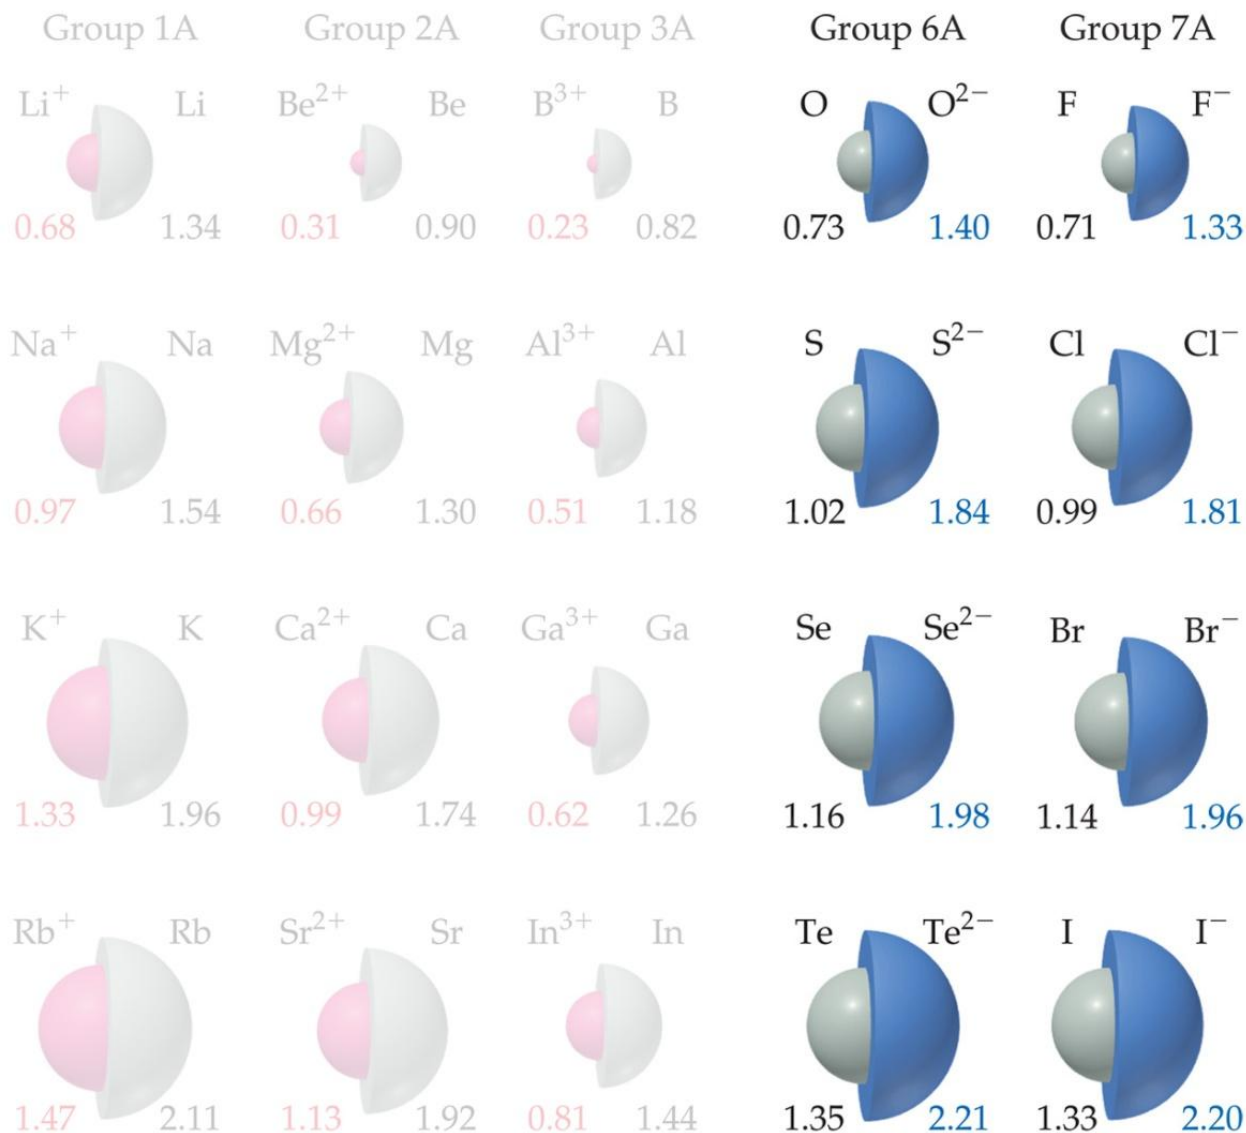 Group 1A Group 2A Group 3A Group 6A Group 7A
Li⁺ Li Be²⁺ Be B³⁺ B O O²⁻ F F⁻
0.68 1.34 0.31 0.90 0.23 0.82 0.73 1.40 0.71 1.33
Na⁺ Na Mg²⁺ Mg Al³⁺ Al S S²⁻ Cl Cl⁻
0.97 1.54 0.66 1.30 0.51 1.18 1.02 1.84 0.99 1.81
K⁺ K Ca²⁺ Ca Ga³⁺ Ga Se Se²⁻ Br Br⁻
1.33 1.96 0.99 1.74 0.62 1.26 1.16 1.98 1.14 1.96
Rb⁺ Rb Sr²⁺ Sr In³⁺ In Te Te²⁻ I I⁻
1.47 2.11 1.13 1.92 0.81 1.44 1.35 2.21 1.33 2.20